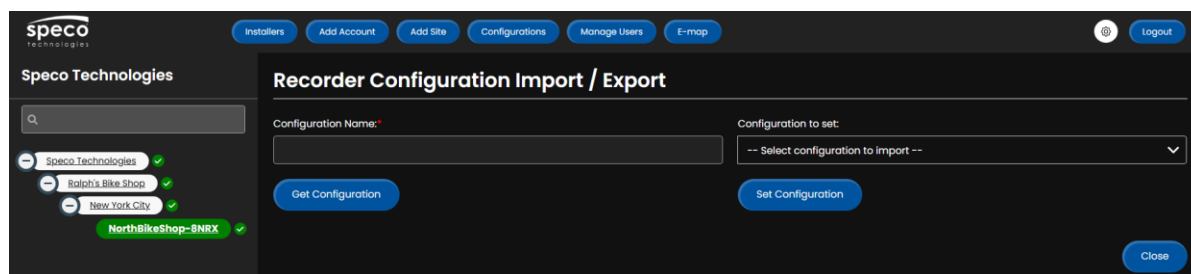 speco
technologies
Installers
Add Account
Add Site
Configurations
Manage Users
E-map
Logout
Speco Technologies
Recorder Configuration Import / Export
Configuration Name:*
Configuration to set:
-- Select configuration to import --
Speco Technologies
Ralph's Bike Shop
Get Configuration
Set Configuration
New York City
NorthBikeShop-8NRX
Close